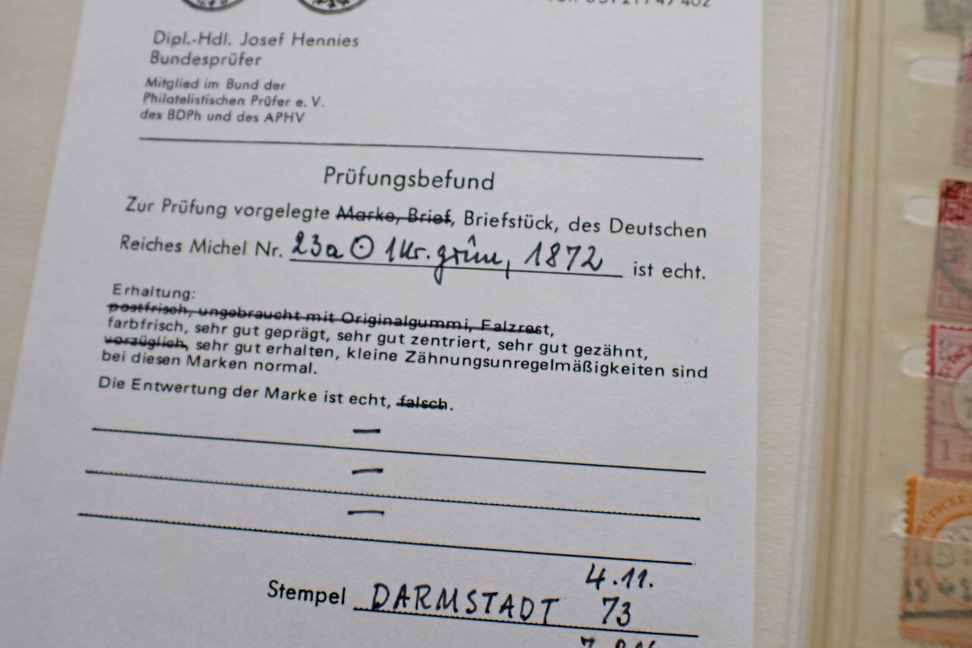 Dipl.-Hdl. Josef Hennies
Bundesprüfer
Mitglied im Bund der
Philatelistischen Prüfer e. V.
des BDPh und des APHV
Prüfungsbefund
Zur Prüfung vorgelegte Marke, Brief, Briefstück, des Deutschen
Reiches Michel Nr. 23a ⊙ 1Kr. grün, 1872 ist echt.
Erhaltung:
postfrisch, ungebraucht mit Originalgummi, Falzrest,
farbfrisch, sehr gut geprägt, sehr gut zentriert, sehr gut gezähnt,
vorzüglich, sehr gut erhalten, kleine Zähnungsunregelmäßigkeiten sind
bei diesen Marken normal.
Die Entwertung der Marke ist echt, falsch.
—
—
—
4.11.
Stempel DARMSTADT 73